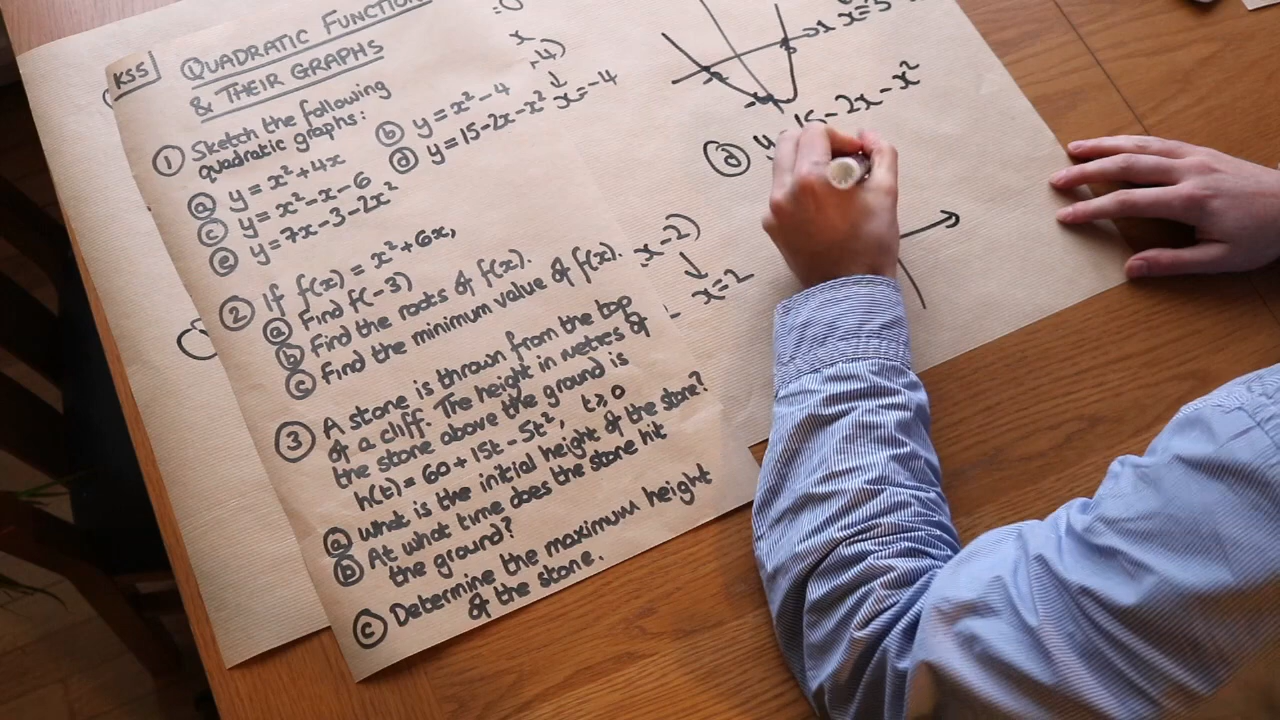 KS5
QUADRATIC FUNCTION
& THEIR GRAPHS
① Sketch the following
quadratic graphs:
ⓐ y = x² + 4x
ⓑ y = x² - 4
ⓒ y = x² - x - 6
ⓓ y = 15 - 2x - x²
ⓔ y = 7x - 3 - 2x²
② If f(x) = x² + 6x,
ⓐ Find f(-3)
ⓑ Find the roots of f(x).
ⓒ Find the minimum value of f(x).
③ A stone is thrown from the top
of a cliff. The height in metres of
the stone above the ground is
h(t) = 60 + 15t - 5t², t ≥ 0
ⓐ What is the initial height of the stone?
ⓑ At what time does the stone hit
the ground?
ⓒ Determine the maximum height
of the stone.
x
+4)
x = -4
x - 2)
x = 2
x
-2
3
ⓓ y 15 - 2x - x²